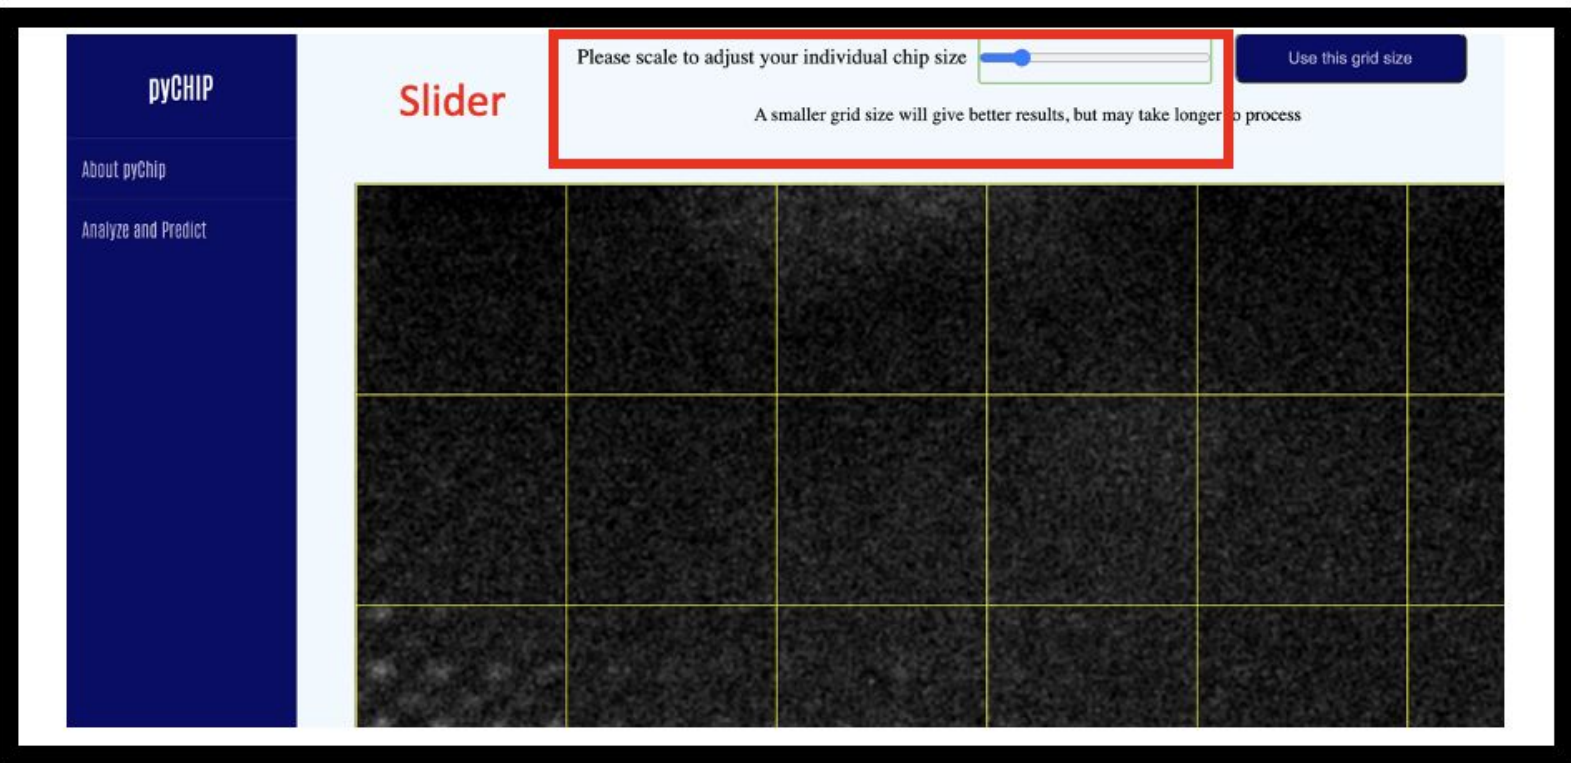 pyCHIP
About pyChip
Analyze and Predict
Slider
Please scale to adjust your individual chip size
Use this grid size
A smaller grid size will give better results, but may take longer to process